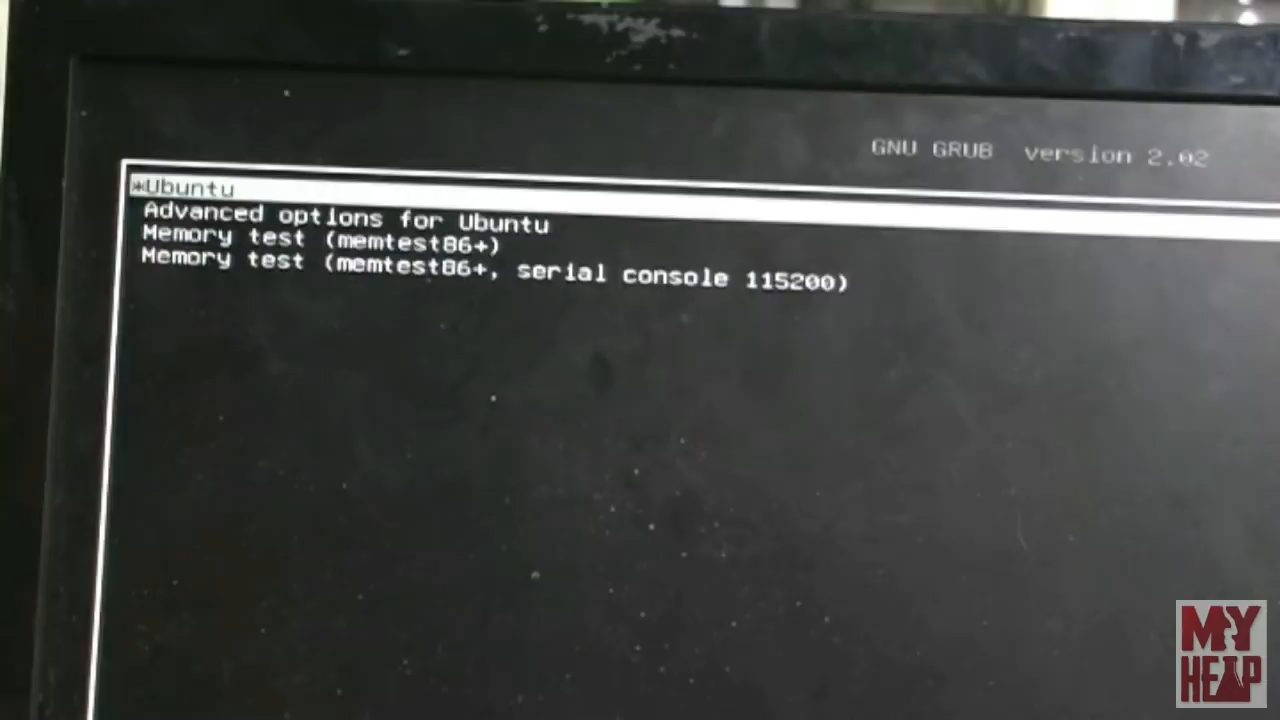 GNU GRUB version 2.02
*Ubuntu
Advanced options for Ubuntu
Memory test (memtest86+)
Memory test (memtest86+, serial console 115200)
MY
HELP